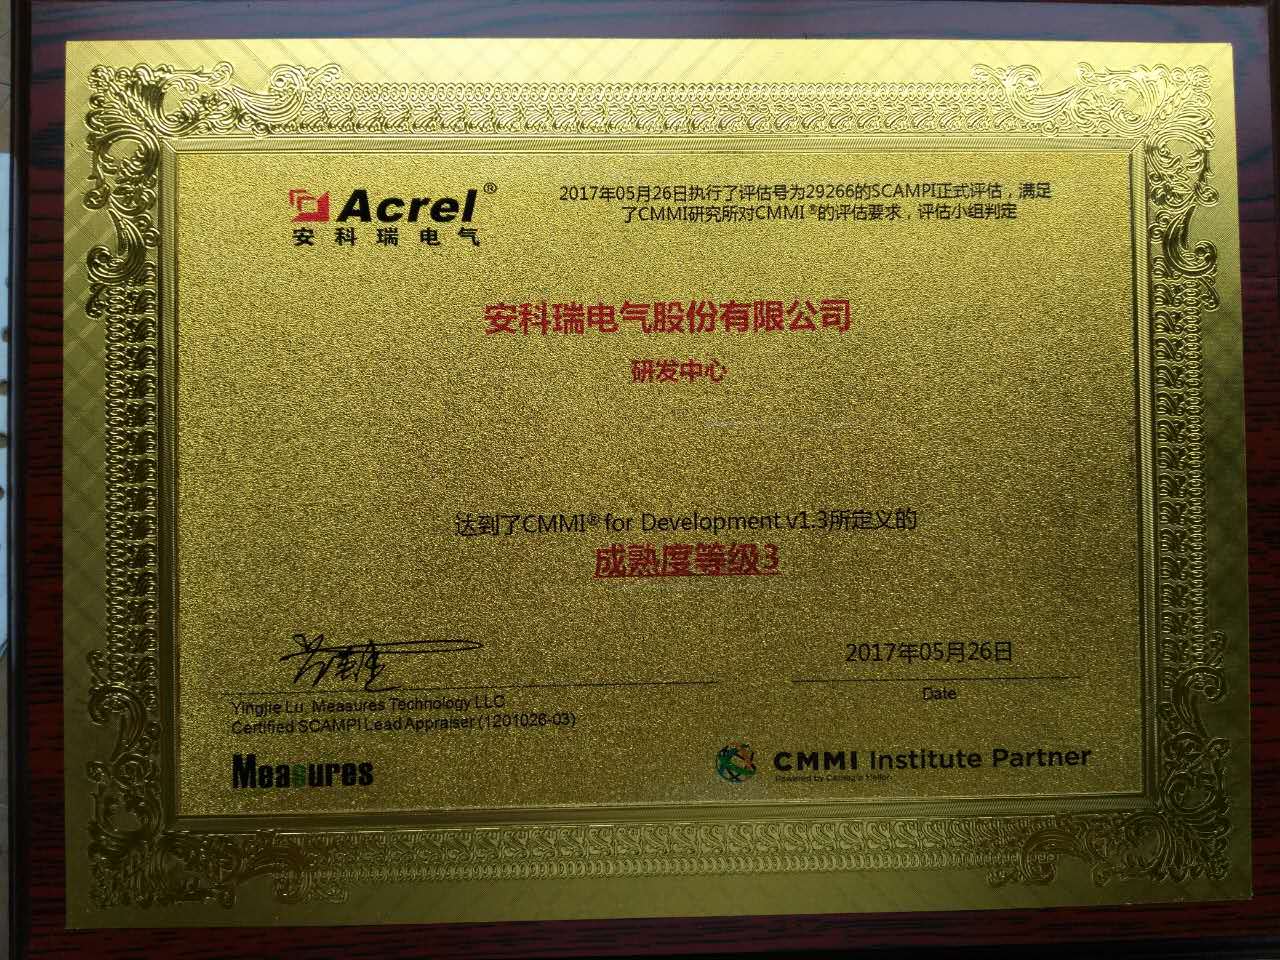 Acrel®
安科瑞电气
2017年05月26日执行了评估号为29266的SCAMPI正式评估，满足
了CMMI研究所对CMMI®的评估要求，评估小组判定
安科瑞电气股份有限公司
研发中心
达到了CMMI® for Development v1.3所定义的
成熟度等级3
2017年05月26日
Date
Yingjie Lu, Measures Technology LLC
Certified SCAMPI Lead Appraiser (1201026-03)
Measures
CMMI Institute Partner
Powered by Carnegie Mellon